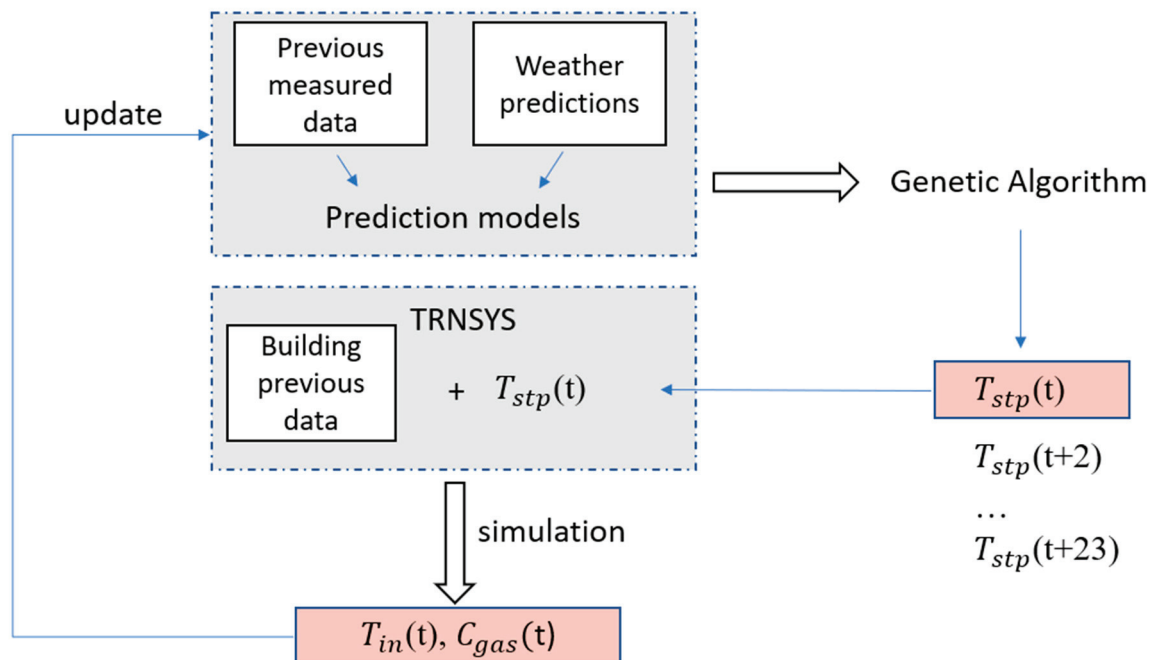 Previous
measured
data
Weather
predictions
update
Prediction models
Genetic Algorithm
TRNSYS
Building
previous
data
+ T_stp(t)
T_stp(t)
T_stp(t+2)
...
T_stp(t+23)
simulation
T_in(t), C_gas(t)